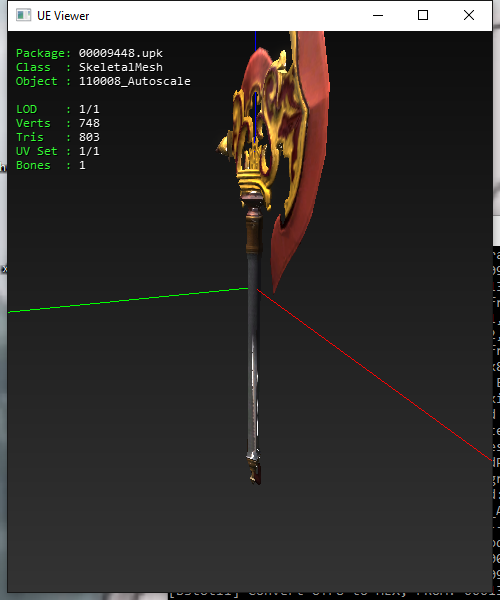 UE Viewer
Package: 00009448.upk
Class  : SkeletalMesh
Object : 110008_Autoscale
LOD    : 1/1
Verts  : 748
Tris   : 803
UV Set : 1/1
Bones  : 1